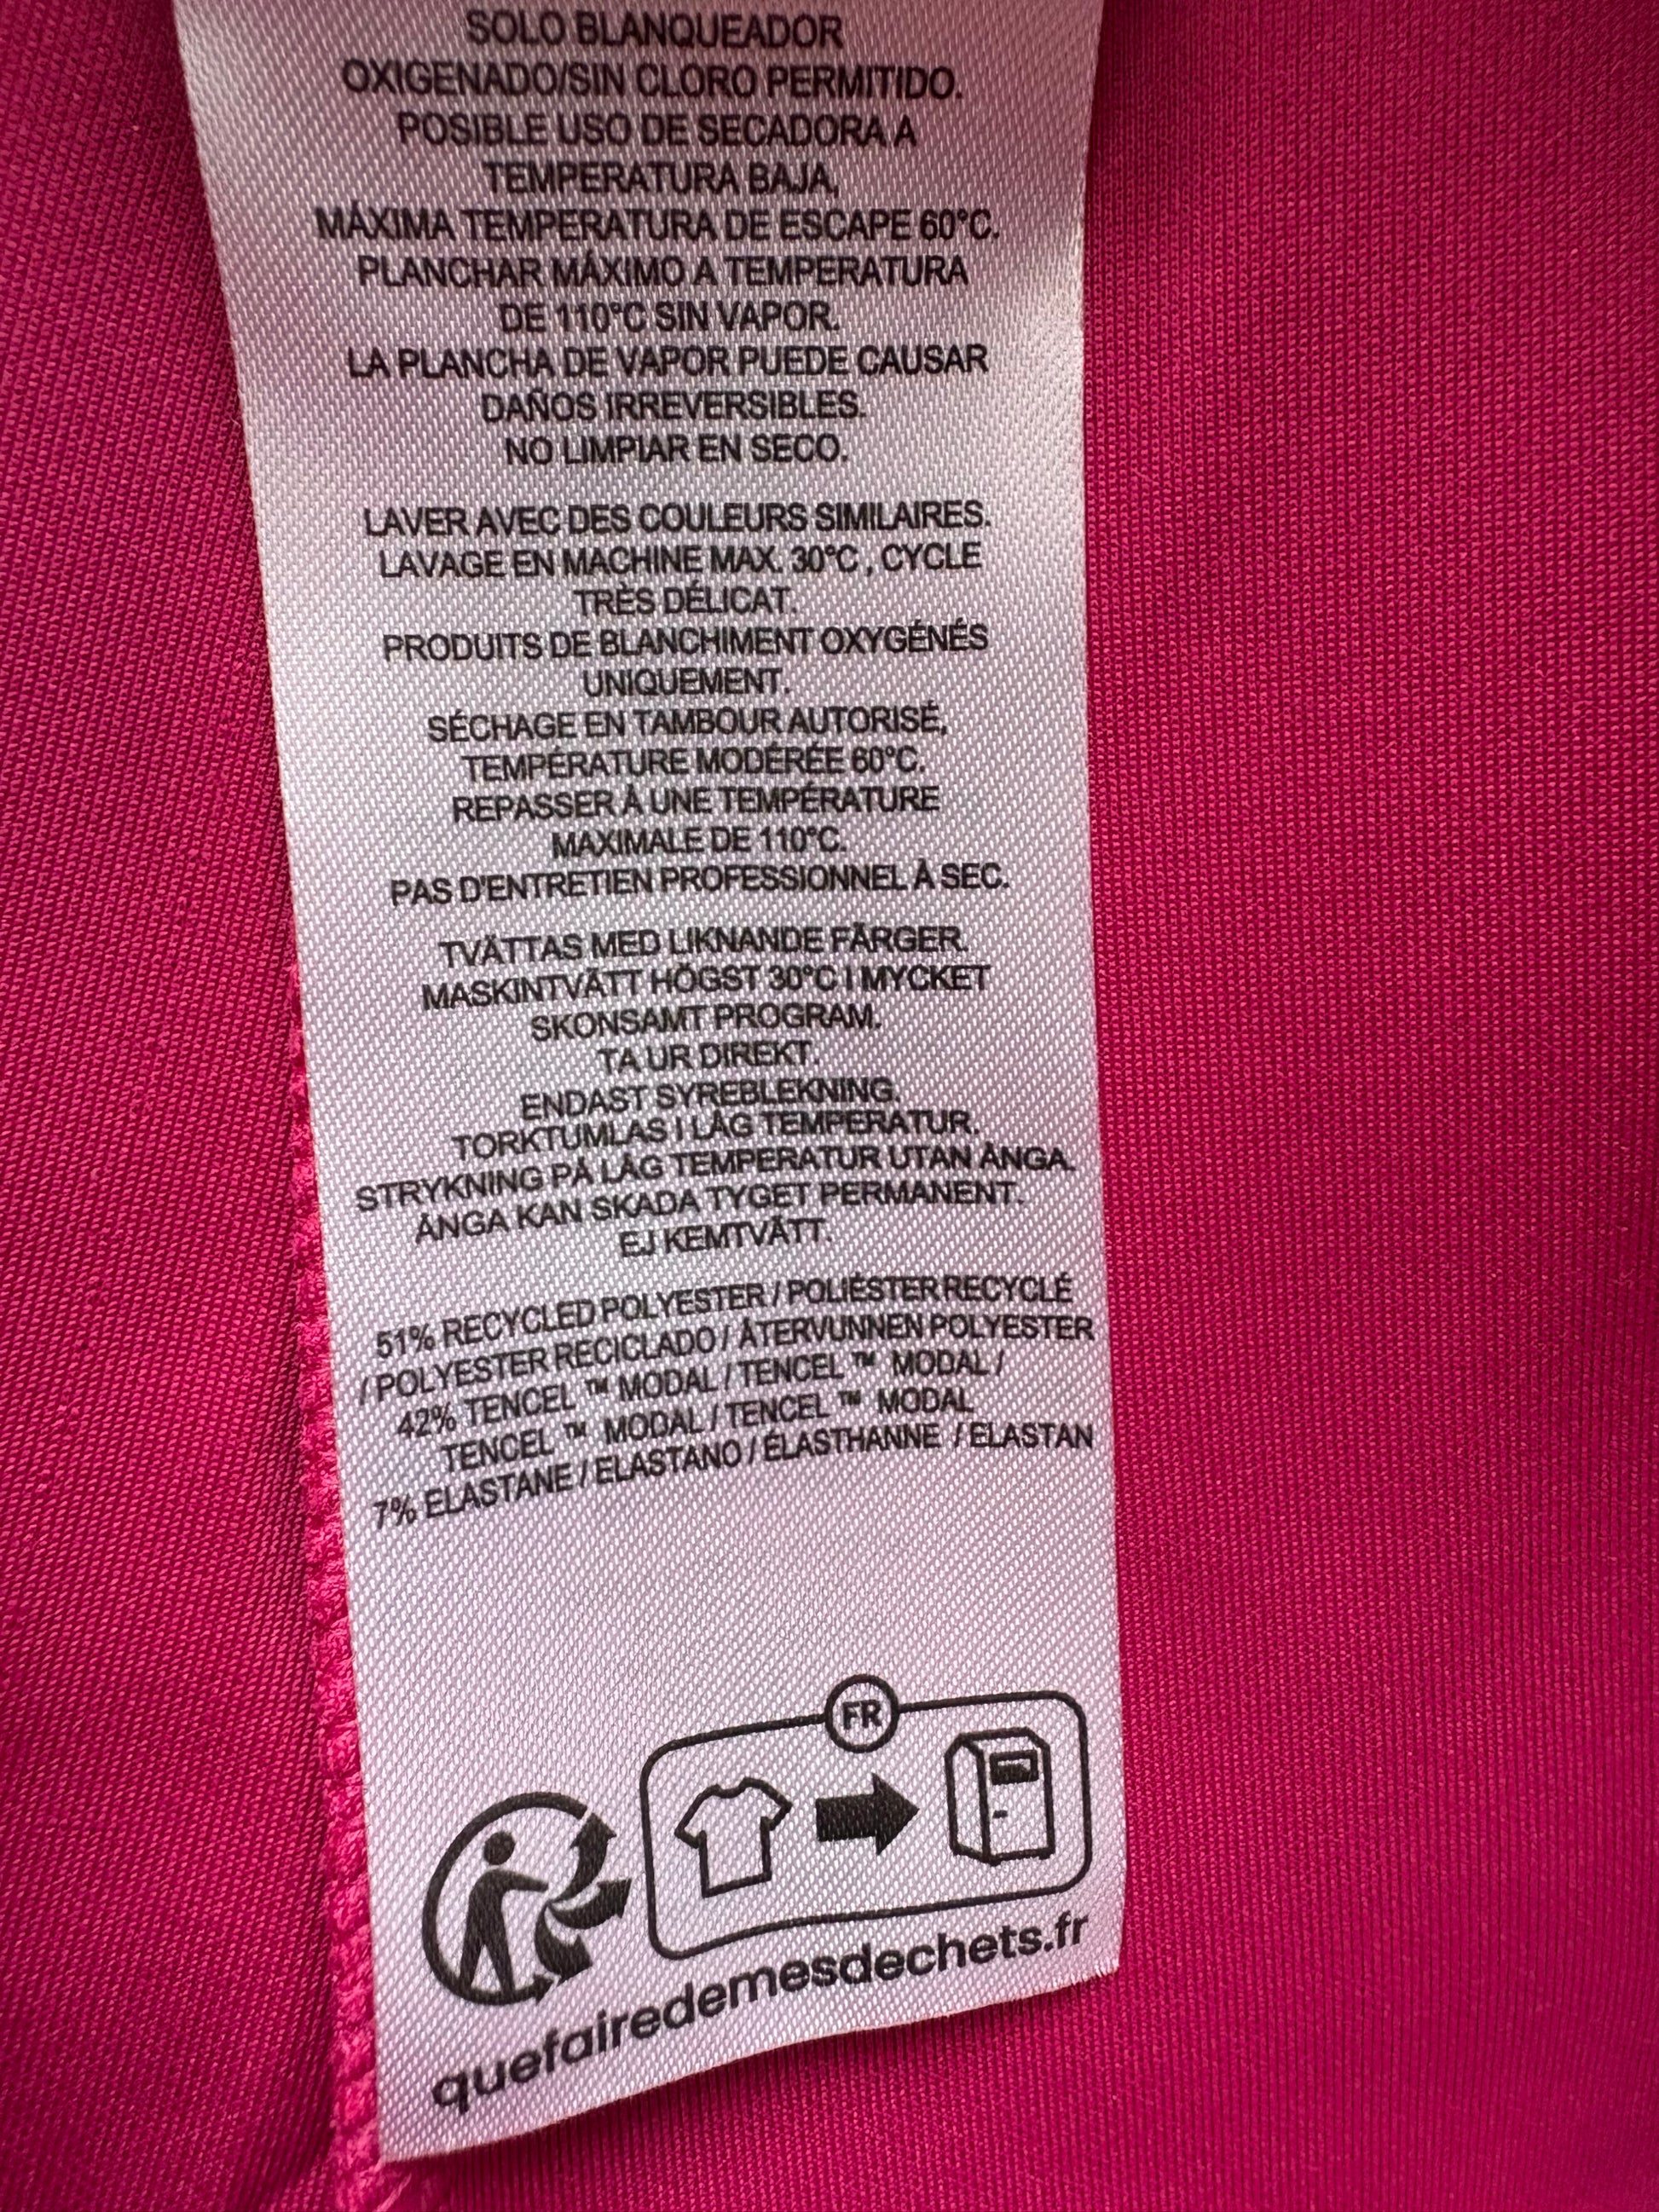 SOLO BLANQUEADOR
OXIGENADO/SIN CLORO PERMITIDO.
POSIBLE USO DE SECADORA A
TEMPERATURA BAJA,
MÁXIMA TEMPERATURA DE ESCAPE 60°C.
PLANCHAR MÁXIMO A TEMPERATURA
DE 110°C SIN VAPOR.
LA PLANCHA DE VAPOR PUEDE CAUSAR
DAÑOS IRREVERSIBLES.
NO LIMPIAR EN SECO.
LAVER AVEC DES COULEURS SIMILAIRES.
LAVAGE EN MACHINE MAX. 30°C , CYCLE
TRÈS DÉLICAT.
PRODUITS DE BLANCHIMENT OXYGÉNÉS
UNIQUEMENT.
SÉCHAGE EN TAMBOUR AUTORISÉ,
TEMPÉRATURE MODÉRÉE 60°C.
REPASSER À UNE TEMPÉRATURE
MAXIMALE DE 110°C.
PAS D'ENTRETIEN PROFESSIONNEL À SEC.
TVÄTTAS MED LIKNANDE FÄRGER.
MASKINTVÄTT HÖGST 30°C I MYCKET
SKONSAMT PROGRAM.
TA UR DIREKT.
ENDAST SYREBLEKNING.
TORKTUMLAS I LÅG TEMPERATUR.
STRYKNING PÅ LÅG TEMPERATUR UTAN ÅNGA.
ÅNGA KAN SKADA TYGET PERMANENT.
EJ KEMTVÄTT.
51% RECYCLED POLYESTER / POLIÉSTER RECYCLÉ
/ POLYESTER RECICLADO / ÅTERVUNNEN POLYESTER
42% TENCEL ™ MODAL / TENCEL ™ MODAL /
TENCEL ™ MODAL / TENCEL ™ MODAL
7% ELASTANE / ELASTANO / ÉLASTHANNE / ELASTAN
FR
quefairedemesdechets.fr